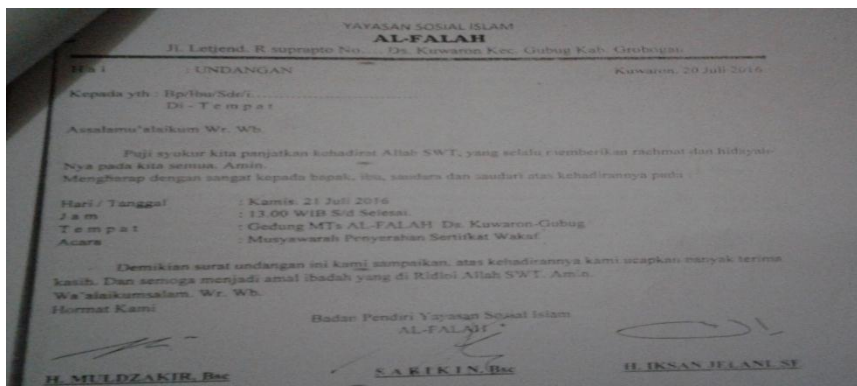 YAYASAN SOSIAL ISLAM
AL-FALAH
Jl. Letjend. R suprapto No.... Ds. Kuwaron Kec. Gubug Kab. Grobogan
Hal : UNDANGAN Kuwaron, 20 Juli 2016
Kepada yth : Bp/Ibu/Sdr/i......................
Di - T e m p a t
Assalamu'alaikum Wr. Wb.
Puji syukur kita panjatkan kehadirat Allah SWT, yang selalu memberikan rachmat dan hidayah-
Nya pada kita semua. Amin.
Mengharap dengan sangat kepada bapak, ibu, saudara dan saudari atas kehadirannya pada :
Hari / Tanggal : Kamis, 21 Juli 2016
J a m : 13.00 WIB S/d Selesai.
T e m p a t : Gedung MTs AL-FALAH Ds. Kuwaron-Gubug
Acara : Musyawarah Penyerahan Sertifkat Wakaf
Demikian surat undangan ini kami sampaikan, atas kehadirannya kami ucapkan banyak terima
kasih. Dan semoga menjadi amal ibadah yang di Ridloi Allah SWT. Amin.
Wa'alaikumsalam. Wr. Wb.
Hormat Kami
Badan Pendiri Yayasan Sosial Islam
AL-FALAH
H. MULDZAKIR, Bsc S A R I K I N, Bsc H. IKSAN JELANI, SE